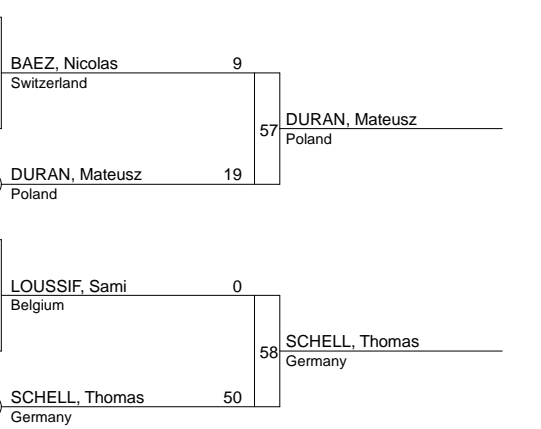 BAEZ, Nicolas 9
Switzerland
57
DURAN, Mateusz
Poland
DURAN, Mateusz 19
Poland
LOUSSIF, Sami 0
Belgium
58
SCHELL, Thomas
Germany
SCHELL, Thomas 50
Germany